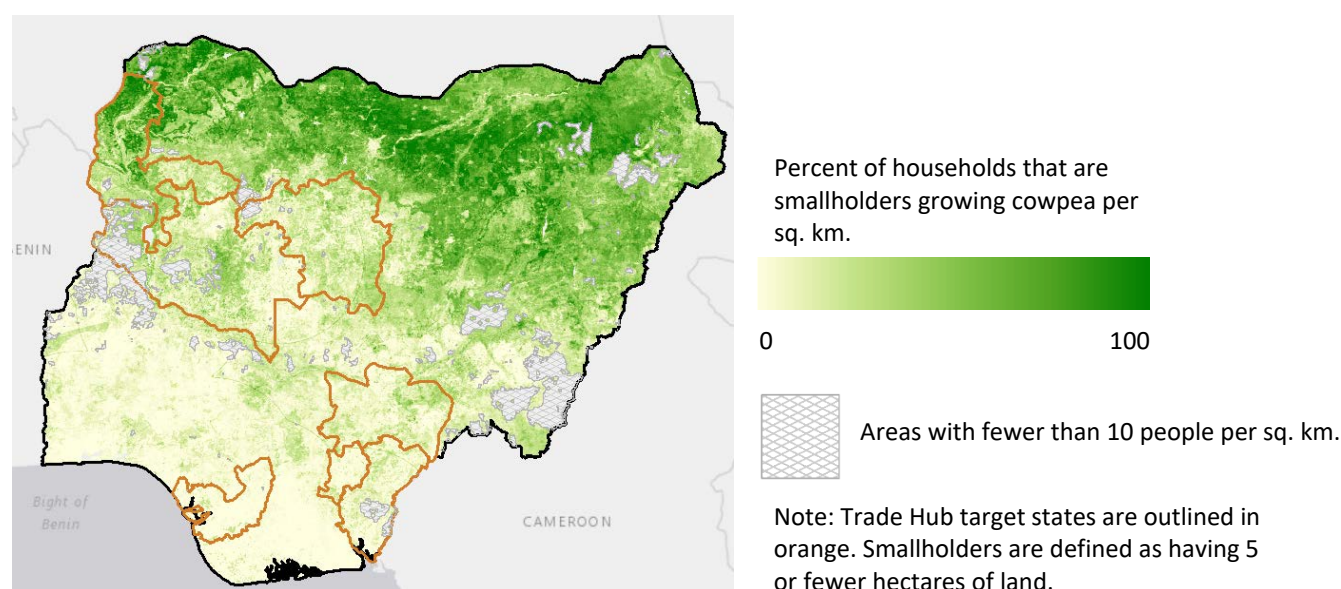 ENIN
Bight of
Benin
CAMEROON
Percent of households that are
smallholders growing cowpea per
sq. km.
0 100
Areas with fewer than 10 people per sq. km.
Note: Trade Hub target states are outlined in
orange. Smallholders are defined as having 5
or fewer hectares of land.